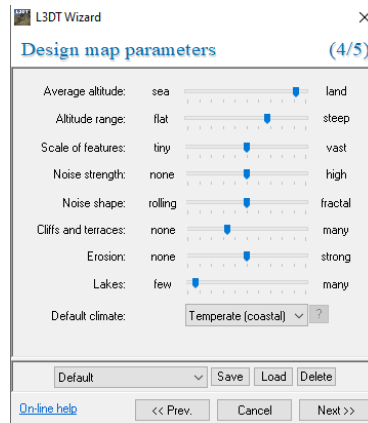 L3DT Wizard
Design map parameters (4/5)
Average altitude: sea land
Altitude range: flat steep
Scale of features: tiny vast
Noise strength: none high
Noise shape: rolling fractal
Cliffs and terraces: none many
Erosion: none strong
Lakes: few many
Default climate: Temperate (coastal) ?
Default Save Load Delete
On-line help << Prev. Cancel Next >>